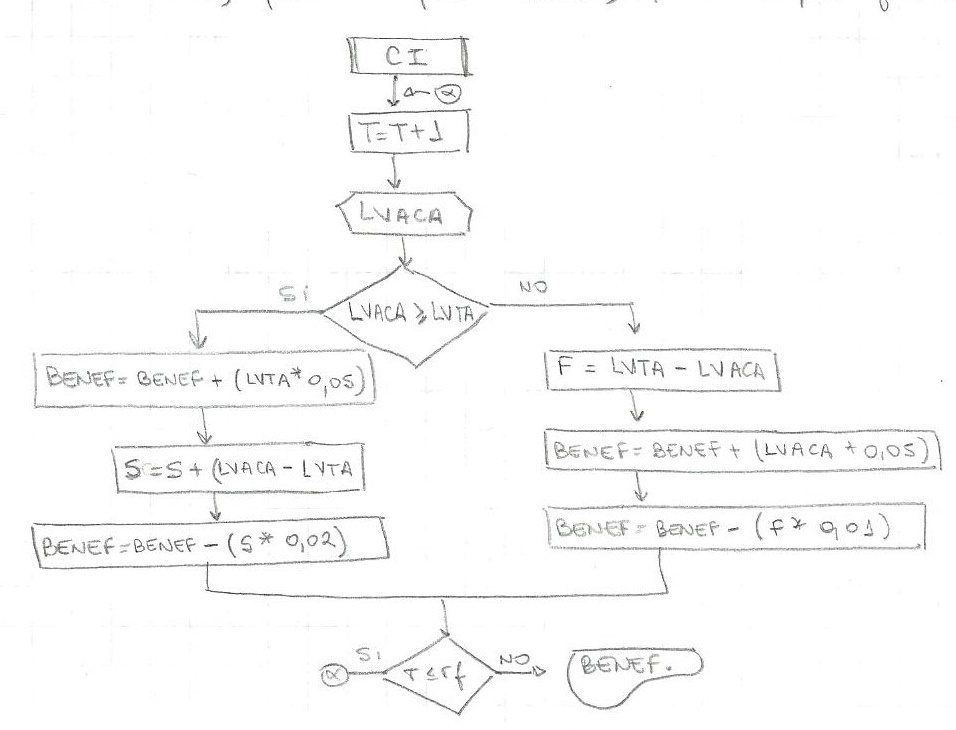 CI
α
T=T+1
LVACA
Si
NO
LVACA ≥ LVTA
BENEF = BENEF + (LVTA * 0,05)
F = LVTA - LVACA
S = S + (LVACA - LVTA
BENEF = BENEF + (LVACA + 0,05)
BENEF = BENEF - (S * 0,02)
BENEF = BENEF - (F * 0,01)
α
Si
T ≤ Tf
NO
BENEF.